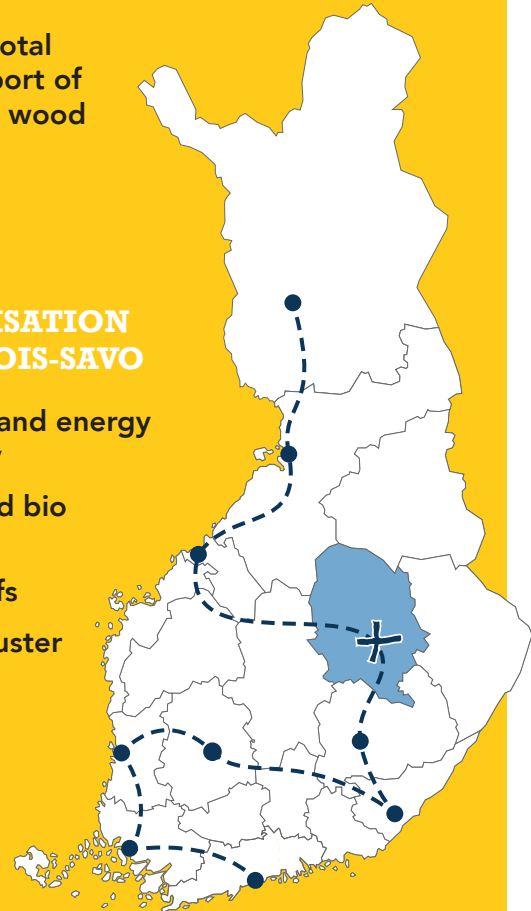 otal
port of
wood
ISATION
OIS-SAVO
and energy
d bio
fs
uster